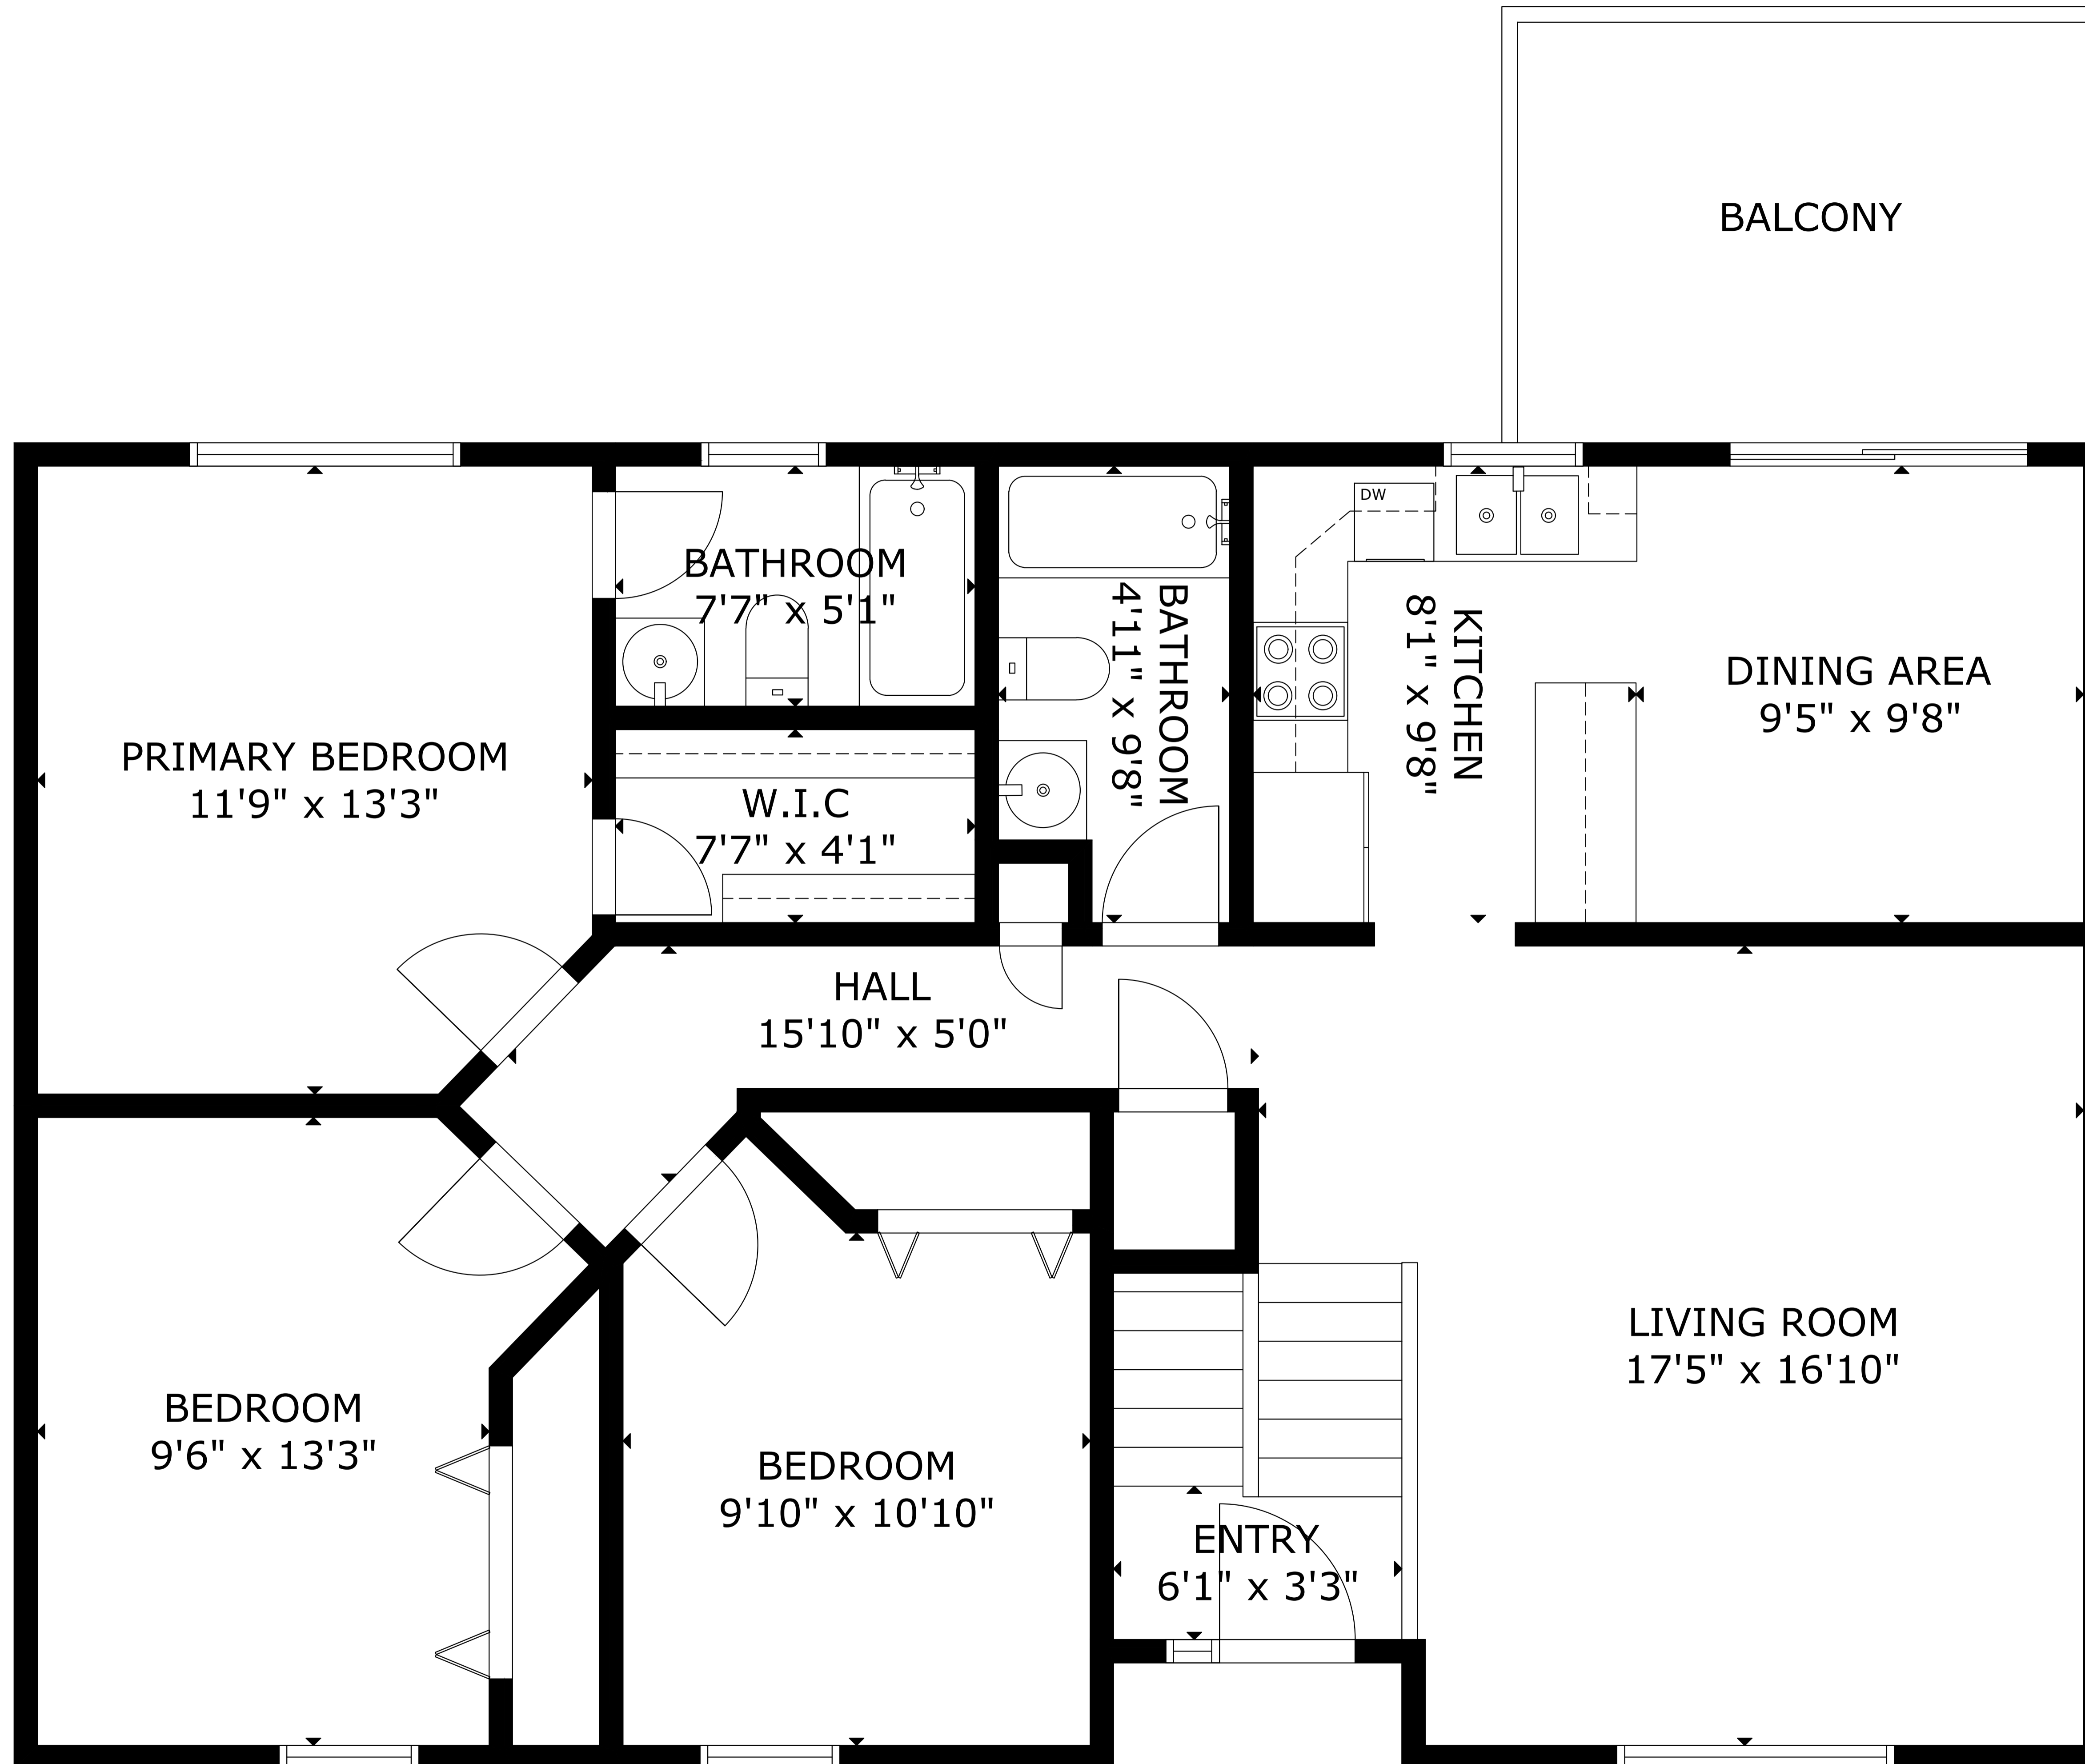 BALCONY
DW
BATHROOM
7'7" x 5'1"
BATHROOM
4'11" x 9'8"
KITCHEN
8'1" x 9'8"
DINING AREA
9'5" x 9'8"
PRIMARY BEDROOM
11'9" x 13'3"
W.I.C
7'7" x 4'1"
HALL
15'10" x 5'0"
LIVING ROOM
17'5" x 16'10"
BEDROOM
9'6" x 13'3"
BEDROOM
9'10" x 10'10"
ENTRY
6'1" x 3'3"